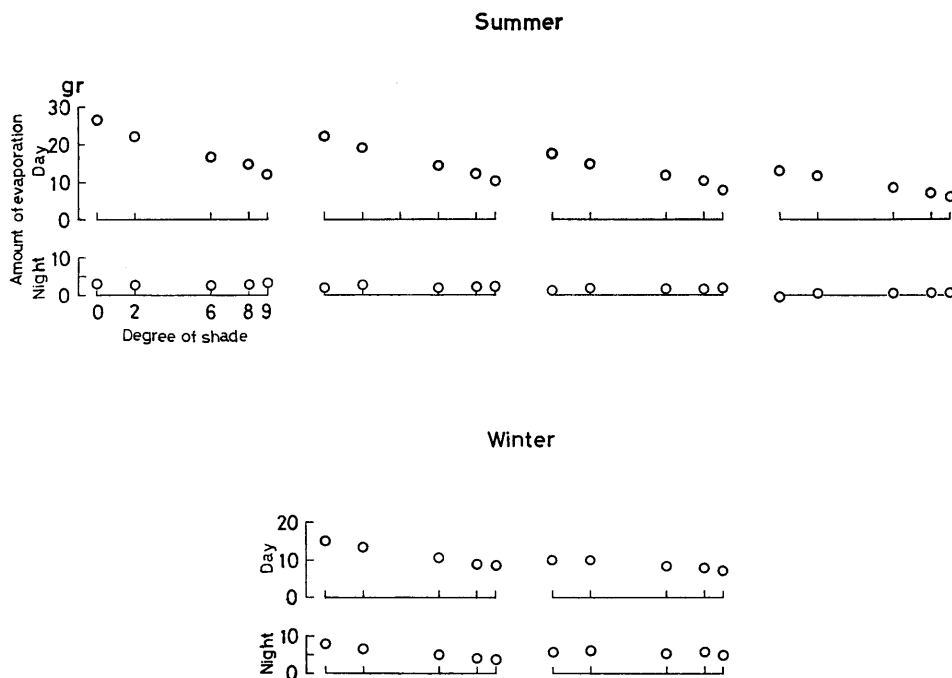 Summer
gr
Amount of evaporation
Day
30
20
10
0
Night
10
0
0 2 6 8 9
Degree of shade
Winter
Day
20
10
0
Night
10
0